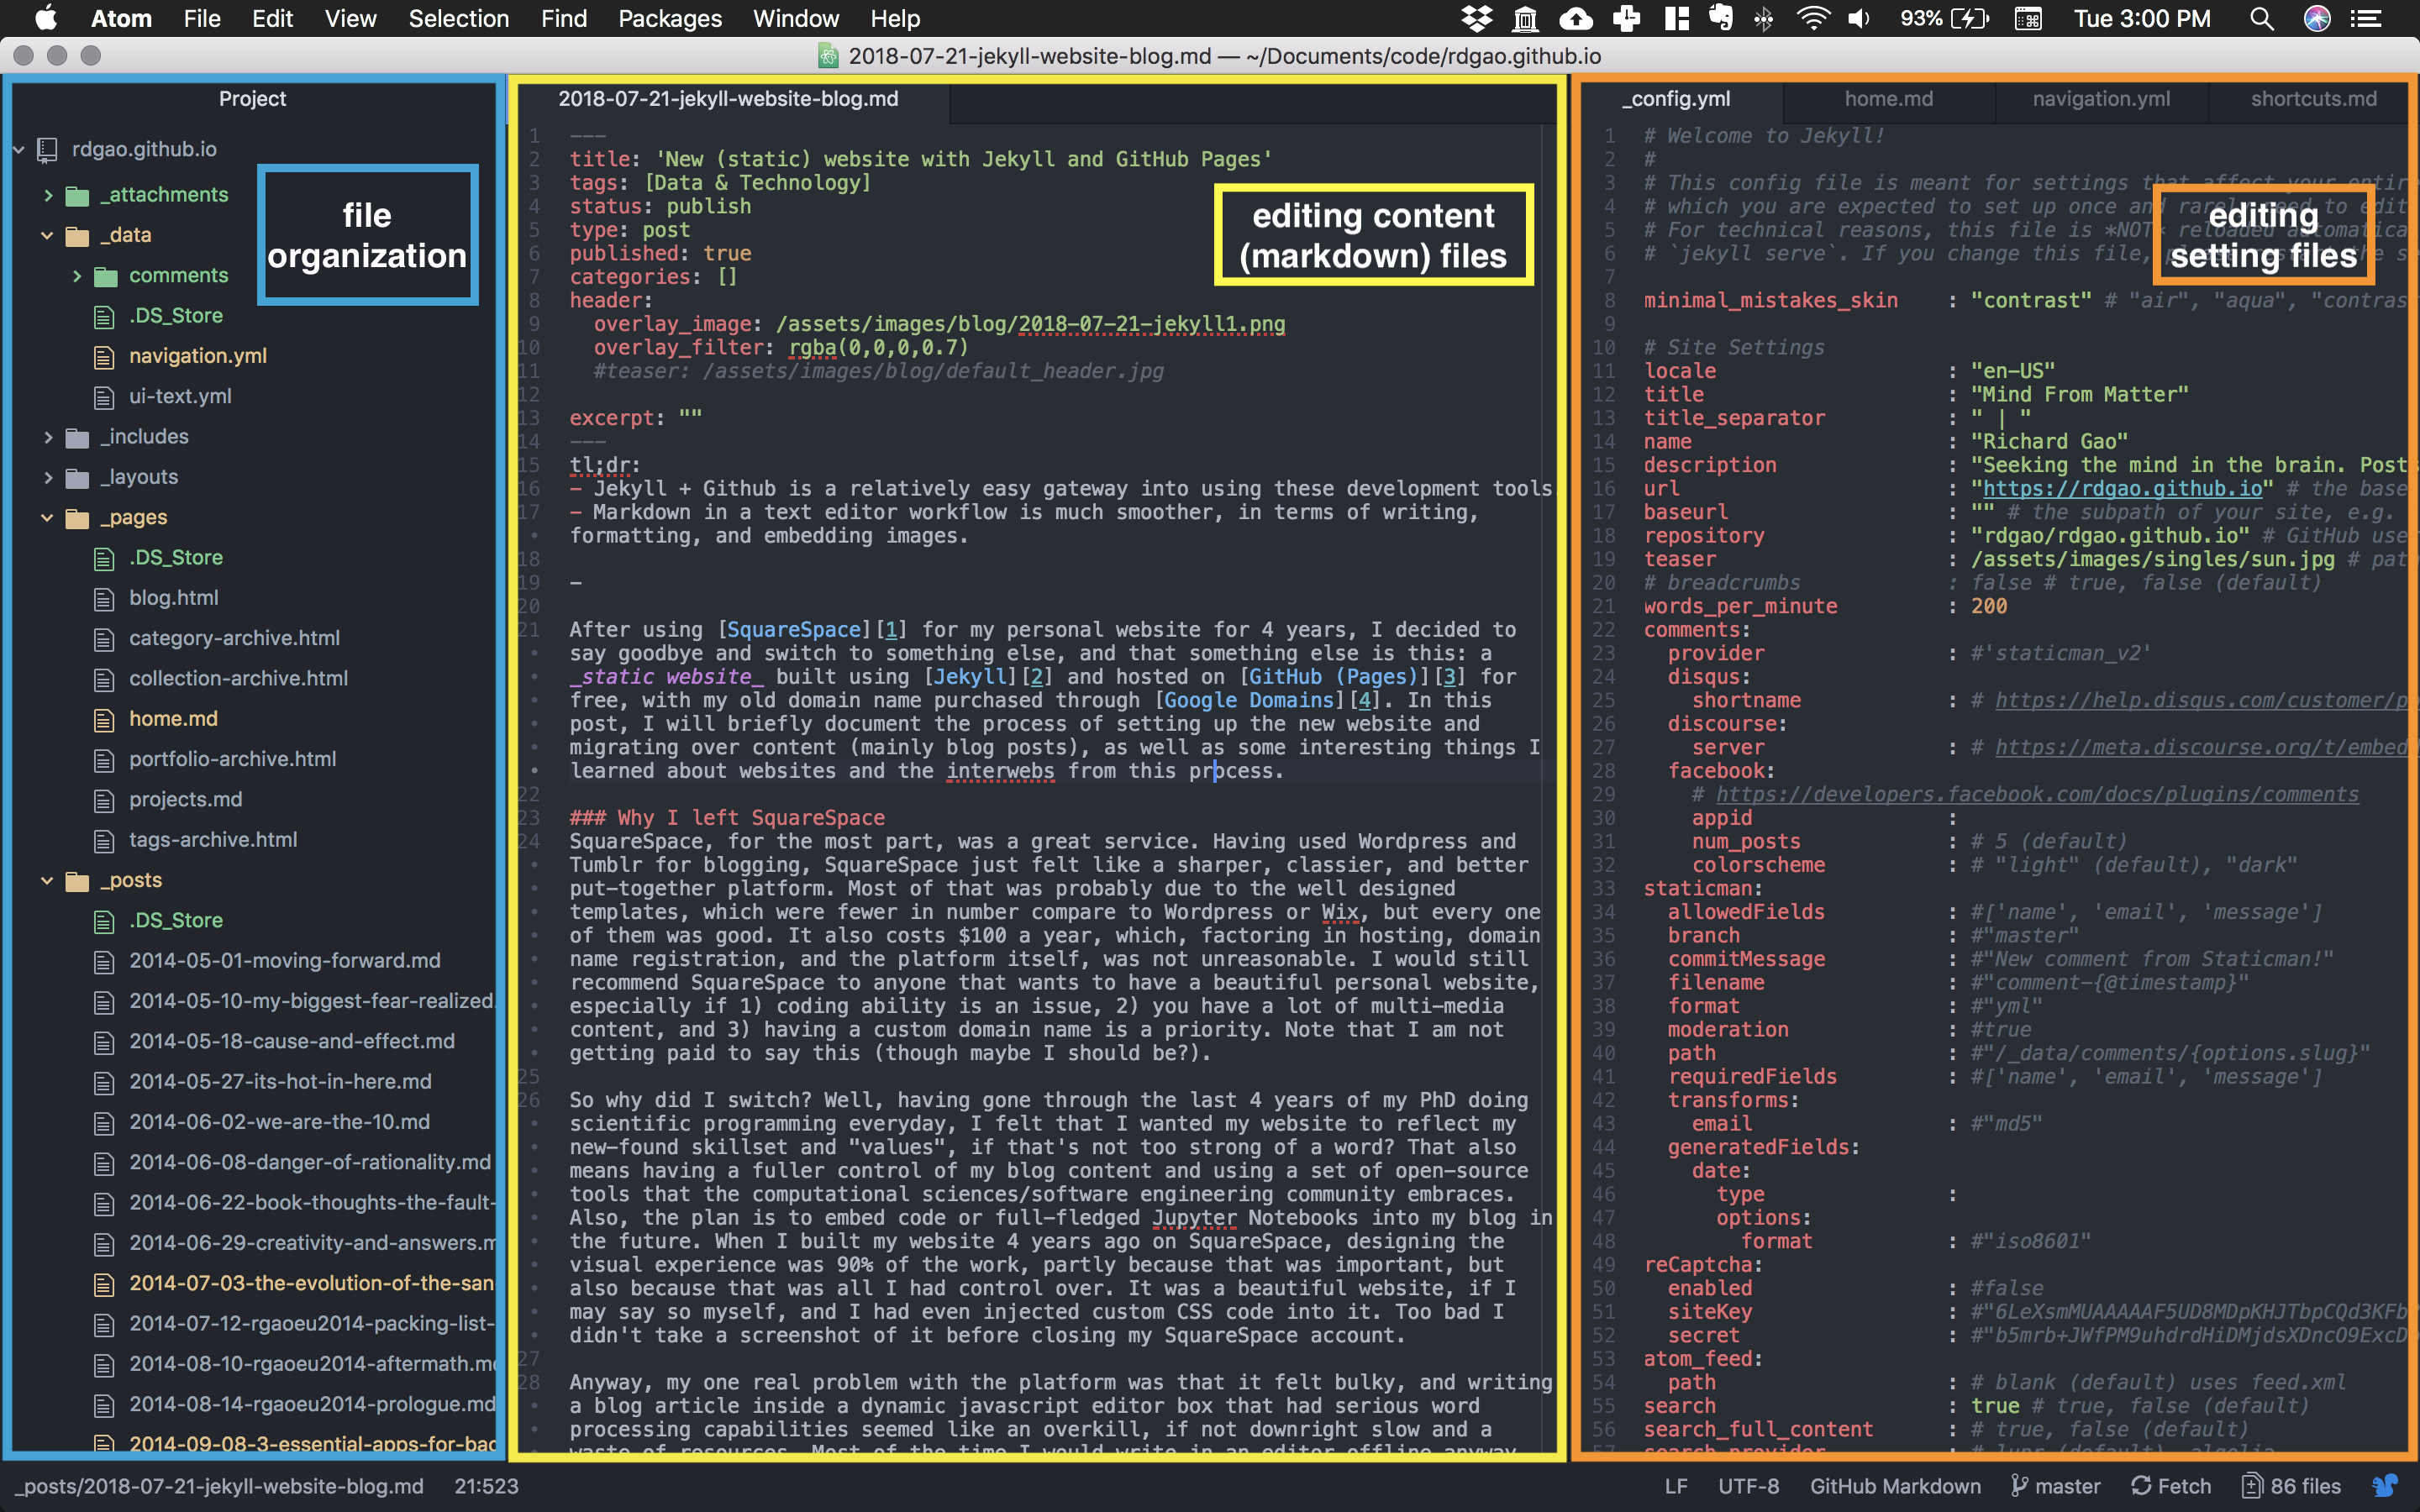 Atom File Edit View Selection Find Packages Window Help 93% Tue 3:00 PM
2018-07-21-jekyll-website-blog.md — ~/Documents/code/rdgao.github.io
Project
rdgao.github.io
_attachments
_data
comments
.DS_Store
navigation.yml
ui-text.yml
_includes
_layouts
_pages
.DS_Store
blog.html
category-archive.html
collection-archive.html
home.md
portfolio-archive.html
projects.md
tags-archive.html
_posts
.DS_Store
2014-05-01-moving-forward.md
2014-05-10-my-biggest-fear-realized.
2014-05-18-cause-and-effect.md
2014-05-27-its-hot-in-here.md
2014-06-02-we-are-the-10.md
2014-06-08-danger-of-rationality.md
2014-06-22-book-thoughts-the-fault-
2014-06-29-creativity-and-answers.m
2014-07-03-the-evolution-of-the-san
2014-07-12-rgaoeu2014-packing-list-
2014-08-10-rgaoeu2014-aftermath.md
2014-08-14-rgaoeu2014-prologue.md
2014-09-08-3-essential-apps-for-bac
file
organization
2018-07-21-jekyll-website-blog.md
1 ---
2 title: 'New (static) website with Jekyll and GitHub Pages'
3 tags: [Data & Technology]
4 status: publish
5 type: post
6 published: true
7 categories: []
8 header:
9 overlay_image: /assets/images/blog/2018-07-21-jekyll1.png
10 overlay_filter: rgba(0,0,0,0.7)
11 #teaser: /assets/images/blog/default_header.jpg
12
13 excerpt: ""
14 ---
15 tl;dr:
16 - Jekyll + Github is a relatively easy gateway into using these development tools
17 - Markdown in a text editor workflow is much smoother, in terms of writing,
formatting, and embedding images.
18
19 -
20
21 After using [SquareSpace][1] for my personal website for 4 years, I decided to
say goodbye and switch to something else, and that something else is this: a
_static website_ built using [Jekyll][2] and hosted on [GitHub (Pages)][3] for
free, with my old domain name purchased through [Google Domains][4]. In this
post, I will briefly document the process of setting up the new website and
migrating over content (mainly blog posts), as well as some interesting things I
learned about websites and the interwebs from this process.
22
23 ### Why I left SquareSpace
24 SquareSpace, for the most part, was a great service. Having used Wordpress and
Tumblr for blogging, SquareSpace just felt like a sharper, classier, and better
put-together platform. Most of that was probably due to the well designed
templates, which were fewer in number compare to Wordpress or Wix, but every one
of them was good. It also costs $100 a year, which, factoring in hosting, domain
name registration, and the platform itself, was not unreasonable. I would still
recommend SquareSpace to anyone that wants to have a beautiful personal website,
especially if 1) coding ability is an issue, 2) you have a lot of multi-media
content, and 3) having a custom domain name is a priority. Note that I am not
getting paid to say this (though maybe I should be?).
25
26 So why did I switch? Well, having gone through the last 4 years of my PhD doing
scientific programming everyday, I felt that I wanted my website to reflect my
new-found skillset and "values", if that's not too strong of a word? That also
means having a fuller control of my blog content and using a set of open-source
tools that the computational sciences/software engineering community embraces.
Also, the plan is to embed code or full-fledged Jupyter Notebooks into my blog in
the future. When I built my website 4 years ago on SquareSpace, designing the
visual experience was 90% of the work, partly because that was important, but
also because that was all I had control over. It was a beautiful website, if I
may say so myself, and I had even injected custom CSS code into it. Too bad I
didn't take a screenshot of it before closing my SquareSpace account.
27
28 Anyway, my one real problem with the platform was that it felt bulky, and writing
a blog article inside a dynamic javascript editor box that had serious word
processing capabilities seemed like an overkill, if not downright slow and a
waste of resources. Most of the time I would write in an editor offline anyway
editing content
(markdown) files
_config.yml home.md navigation.yml shortcuts.md
1 # Welcome to Jekyll!
2 #
3 # This config file is meant for settings that affect your entir
4 # which you are expected to set up once and rarely need to edit
5 # For technical reasons, this file is *NOT* reloaded automatica
6 # `jekyll serve`. If you change this file, please restart the se
7
8 minimal_mistakes_skin : "contrast" # "air", "aqua", "contras
9
10 # Site Settings
11 locale : "en-US"
12 title : "Mind From Matter"
13 title_separator : " | "
14 name : "Richard Gao"
15 description : "Seeking the mind in the brain. Post
16 url : "https://rdgao.github.io" # the base
17 baseurl : "" # the subpath of your site, e.g.
18 repository : "rdgao/rdgao.github.io" # GitHub use
19 teaser : /assets/images/singles/sun.jpg # pat
20 # breadcrumbs : false # true, false (default)
21 words_per_minute : 200
22 comments:
23 provider : #'staticman_v2'
24 disqus:
25 shortname : # https://help.disqus.com/customer/p
26 discourse:
27 server : # https://meta.discourse.org/t/embed
28 facebook:
29 # https://developers.facebook.com/docs/plugins/comments
30 appid :
31 num_posts : # 5 (default)
32 colorscheme : # "light" (default), "dark"
33 staticman:
34 allowedFields : #['name', 'email', 'message']
35 branch : #"master"
36 commitMessage : #"New comment from Staticman!"
37 filename : #"comment-{@timestamp}"
38 format : #"yml"
39 moderation : #true
40 path : #"/_data/comments/{options.slug}"
41 requiredFields : #['name', 'email', 'message']
42 transforms:
43 email : #"md5"
44 generatedFields:
45 date:
46 type :
47 options:
48 format : #"iso8601"
49 reCaptcha:
50 enabled : #false
51 siteKey : #"6LeXsmMUAAAAAF5UD8MDpKHJTbpCQd3KFb
52 secret : #"b5mrb+JWfPM9uhdrdHiDMjdsXDncO9ExcD
53 atom_feed:
54 path : # blank (default) uses feed.xml
55 search : true # true, false (default)
56 search_full_content : # true, false (default)
57 search_provider : # lunr (default), algolia
editing
setting files
_posts/2018-07-21-jekyll-website-blog.md 21:523 LF UTF-8 GitHub Markdown master Fetch 86 files